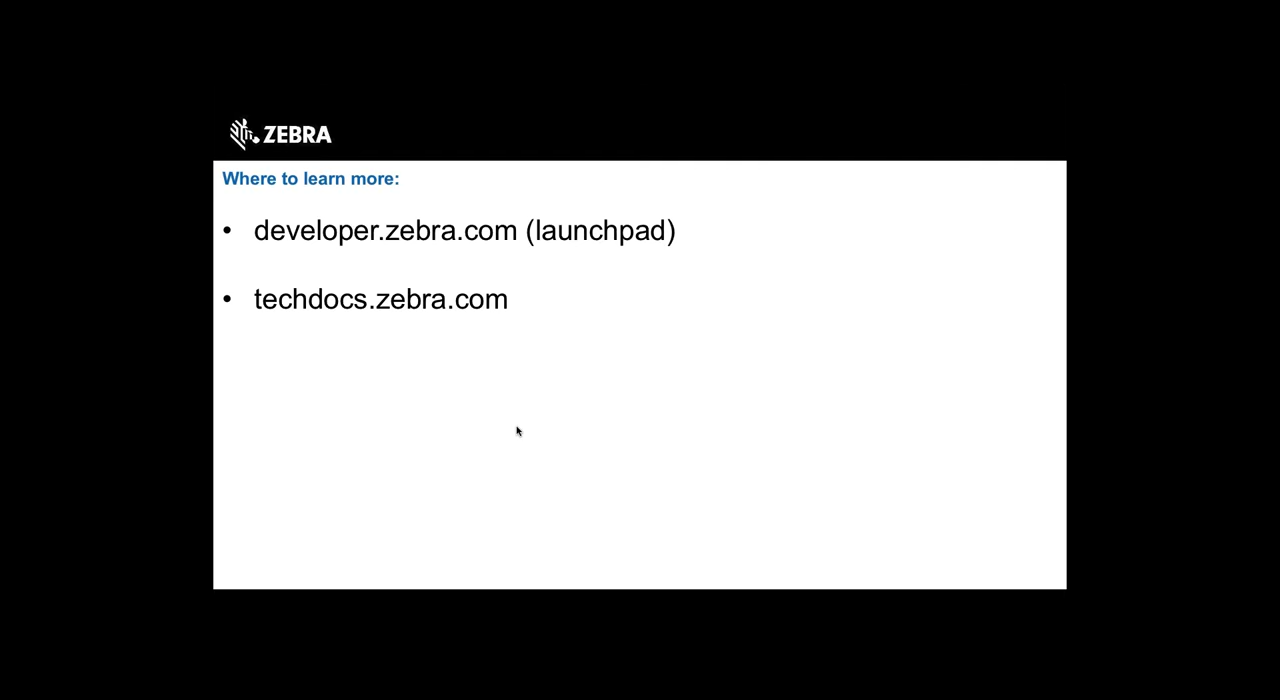 ZEBRA
Where to learn more:
• developer.zebra.com (launchpad)
• techdocs.zebra.com